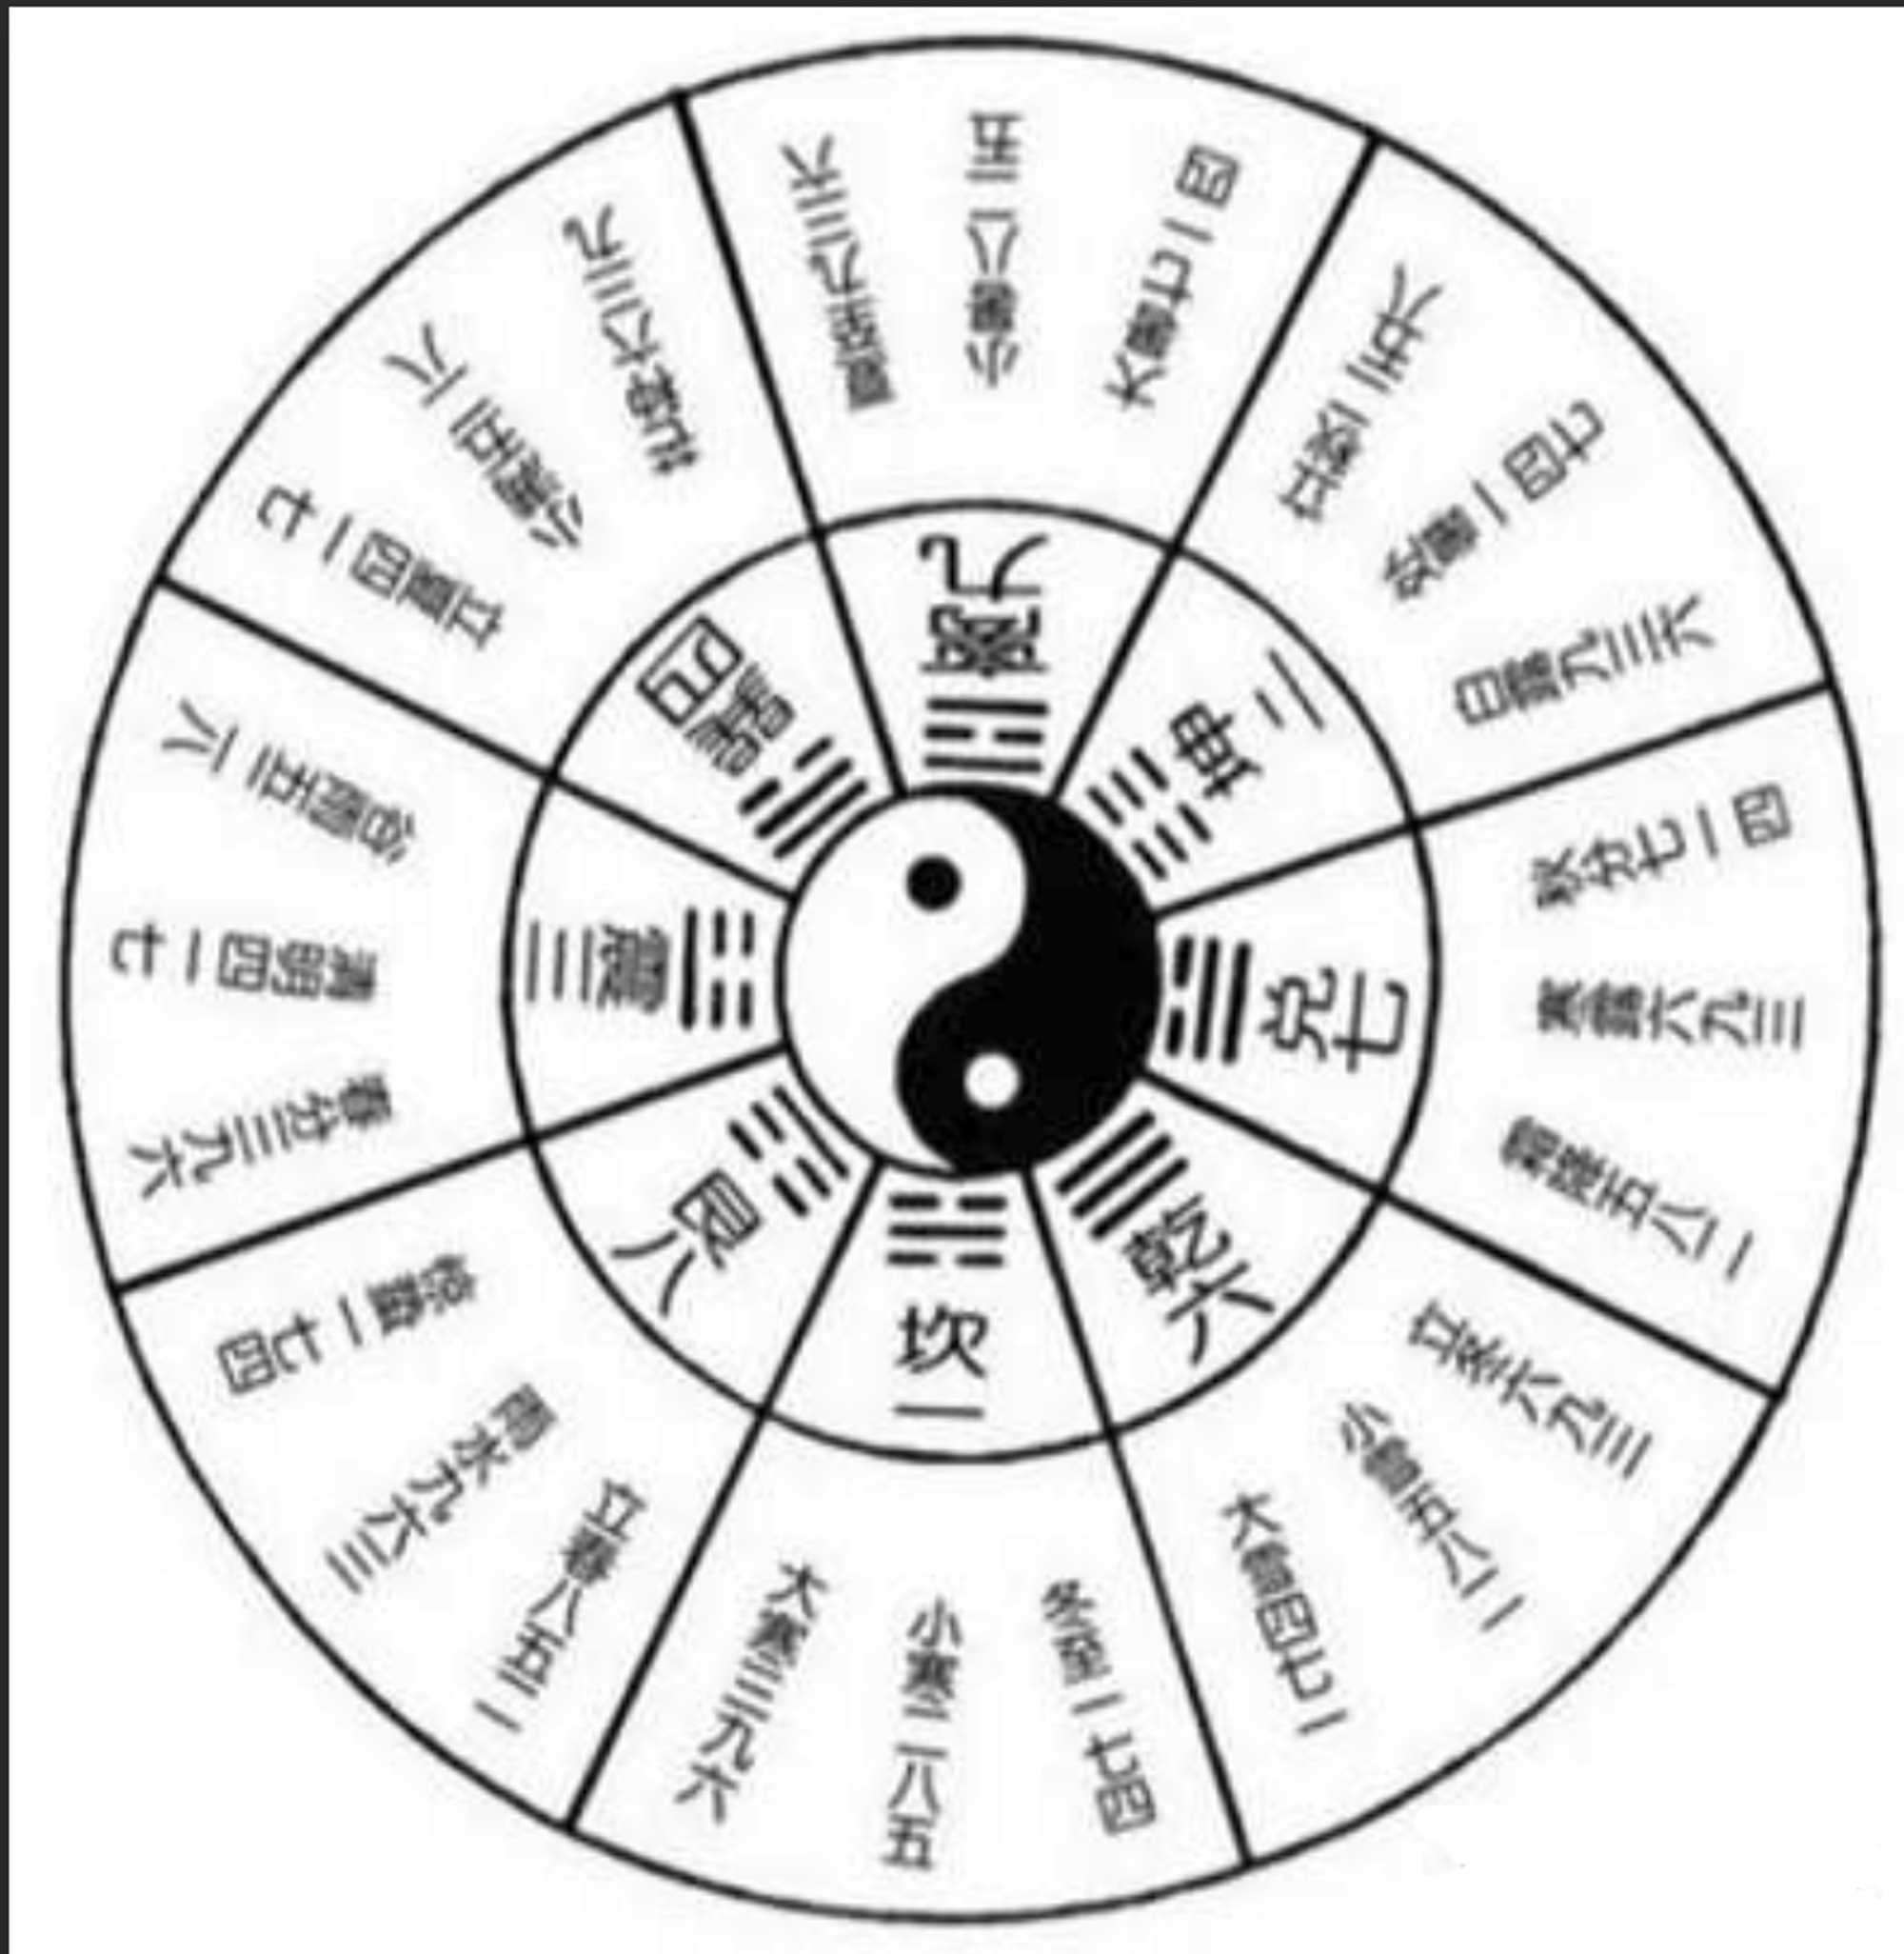 夏至九三六
小暑八二五
大暑七一四
立秋二五八
处暑一四七
白露九三六
秋分七一四
寒露六九三
霜降五八二
立冬六九三
小雪五八二
大雪四七一
冬至一七四
小寒二八五
大寒三九六
立春八五二
雨水九六三
惊蟄一七四
春分三九六
清明四一七
谷雨五二八
立夏四一七
小满五二八
芒種六三九
离九
坤二
兑七
乾六
坎一
艮八
震三
巽四